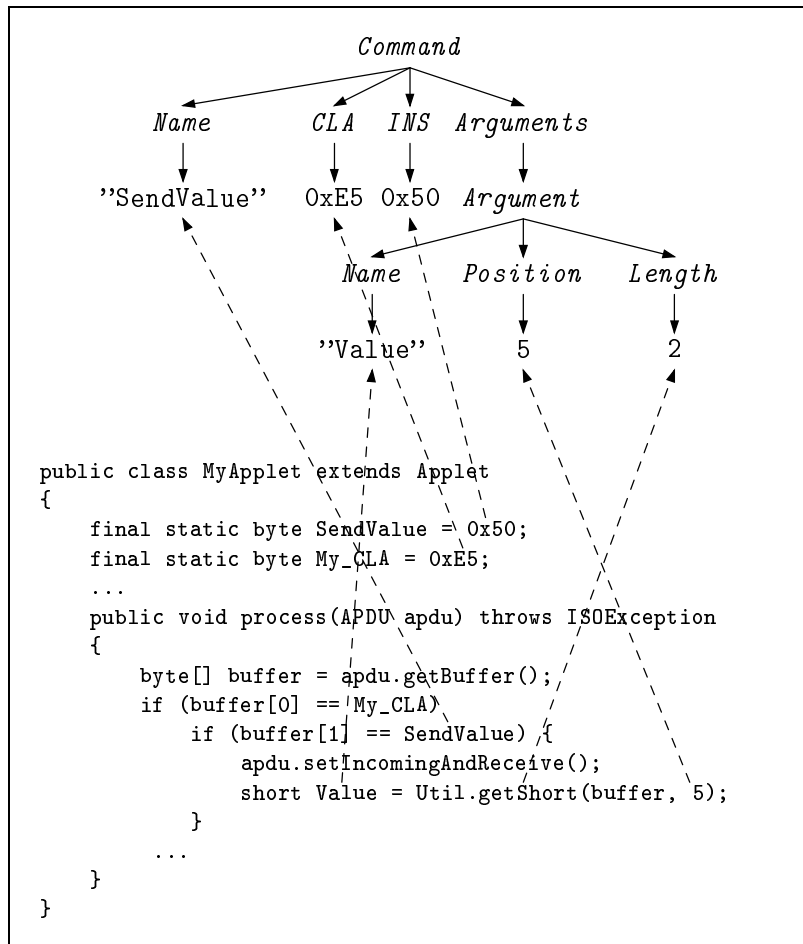 Command
Name CLA INS Arguments
"SendValue" 0xE5 0x50 Argument
Name Position Length
"Value" 5 2
public class MyApplet extends Applet
{
    final static byte SendValue = 0x50;
    final static byte My_CLA = 0xE5;
    ...
    public void process(APDU apdu) throws ISOException
    {
        byte[] buffer = apdu.getBuffer();
        if (buffer[0] == My_CLA)
            if (buffer[1] == SendValue) {
                apdu.setIncomingAndReceive();
                short Value = Util.getShort(buffer, 5);
            }
         ...
    }
}